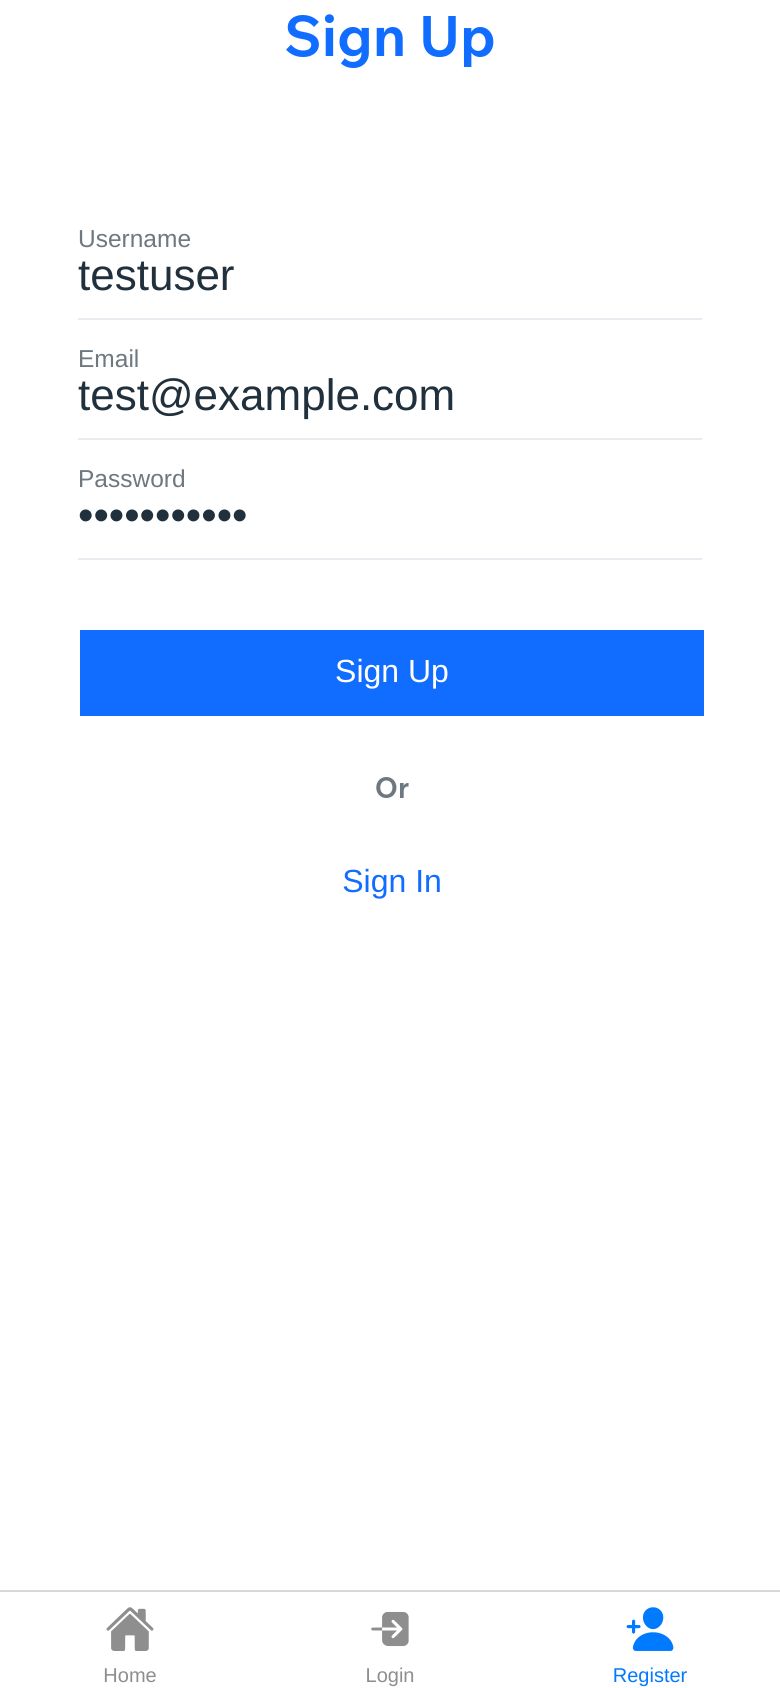 Sign Up
Username
testuser
Email
test@example.com
Password
•••••••••••
Sign Up
Or
Sign In
Home
Login
Register